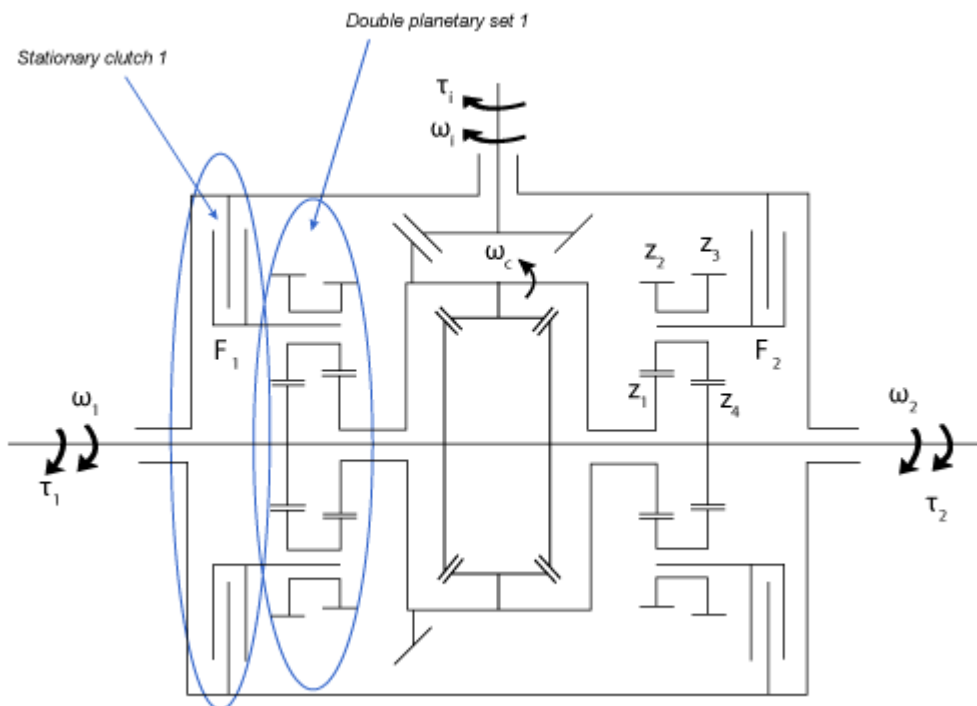 Double planetary set 1
Stationary clutch 1
τi
ωi
ωc
z2
z3
F1
F2
z1
z4
ω1
ω2
τ1
τ2